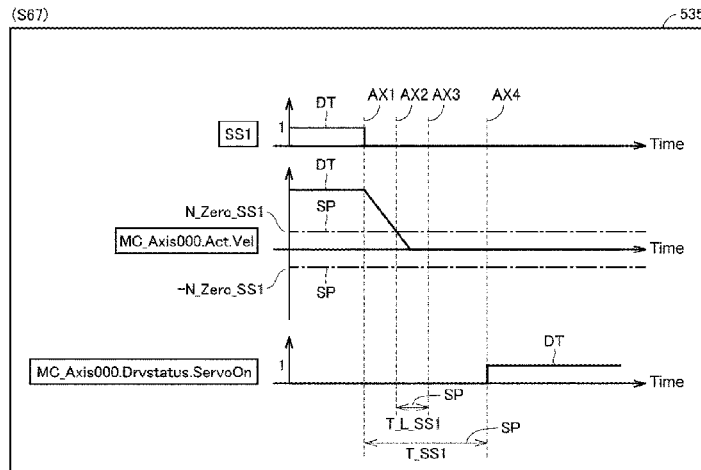 (S67)
535
AX1
AX2
AX3
AX4
DT
1
SS1
Time
DT
SP
N_Zero_SS1
SP
MC_Axis000.Act.Vel
Time
-N_Zero_SS1
SP
DT
1
MC_Axis000.Drvstatus.ServoOn
Time
SP
T_L_SS1
SP
T_SS1